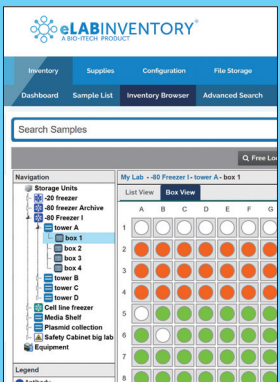 eLABINVENTORY®
A BIO-TECH PRODUCT
Inventory Supplies Configuration File Storage
Dashboard Sample List Inventory Browser Advanced Search
Search Samples
Free Loc
Navigation
Storage Units
-20 freezer
-80 freezer Archive
-80 Freezer I
tower A
box 1
box 2
box 3
box 4
tower B
tower C
tower D
Cell line freezer
Media Shelf
Plasmid collection
Safety Cabinet big lab
Equipment
Legend
Antibody
My Lab - -80 Freezer I - tower A - box 1
List View Box View
A B C D E F G
1
2
3
4
5
6
7
8